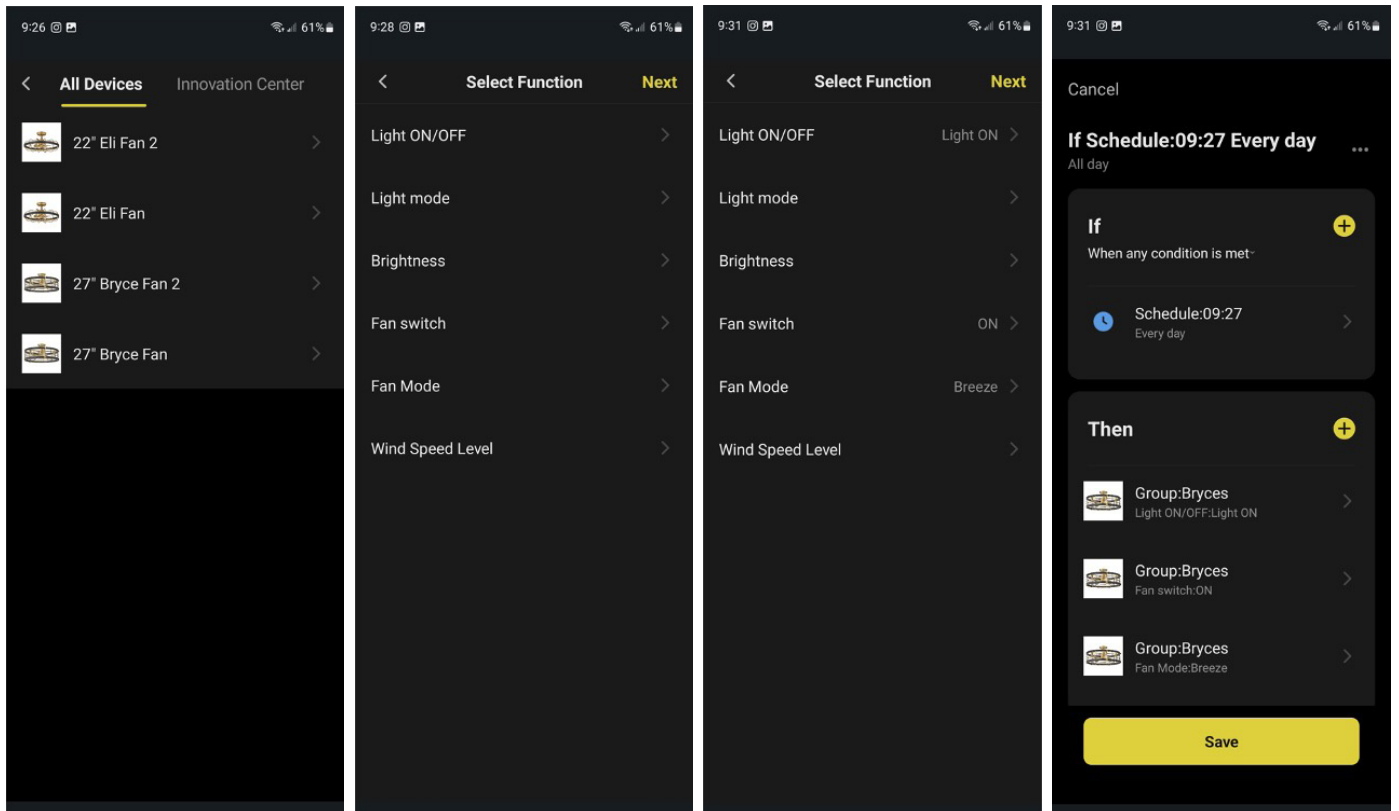 9:26 61%
All Devices Innovation Center
22" Eli Fan 2
22" Eli Fan
27" Bryce Fan 2
27" Bryce Fan
9:28 61%
Select Function Next
Light ON/OFF
Light mode
Brightness
Fan switch
Fan Mode
Wind Speed Level
9:31 61%
Select Function Next
Light ON/OFF Light ON
Light mode
Brightness
Fan switch ON
Fan Mode Breeze
Wind Speed Level
9:31 61%
Cancel
If Schedule:09:27 Every day ...
All day
If
When any condition is met
Schedule:09:27
Every day
Then
Group:Bryces
Light ON/OFF:Light ON
Group:Bryces
Fan switch:ON
Group:Bryces
Fan Mode:Breeze
Save